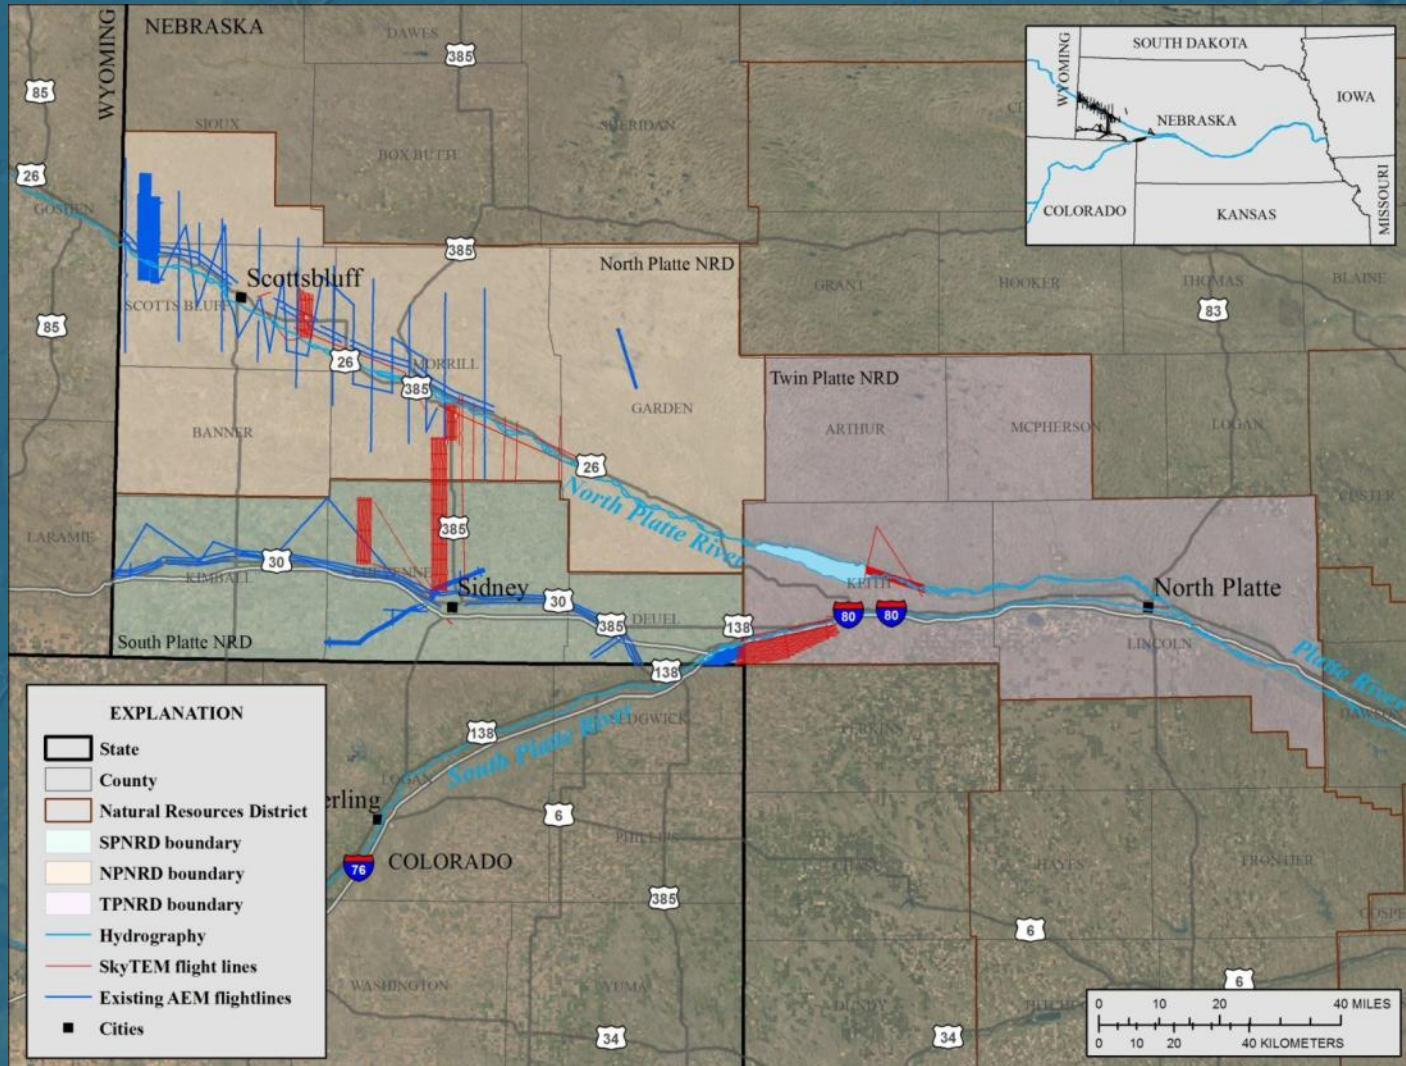 NEBRASKA
WYOMING
DAWES
385
85
SIOUX
BOX BUTTE
SHERIDAN
26
GOSHEN
385
North Platte NRD
Scottsbluff
SCOTTS BLUFF
85
26
MORRILL
385
GARDEN
BANNER
26
North Platte River
GRANT
HOOKER
THOMAS
BLAINE
83
Twin Platte NRD
ARTHUR
MCPHERSON
LOGAN
CUSTER
LARAMIE
385
30
KIMBALL
CHEYENNE
Sidney
30
385
DEUEL
138
South Platte NRD
138
KEITH
80
80
North Platte
LINCOLN
Platte River
DAWSON
138
SEDGWICK
South Platte River
LOGAN
erling
76
COLORADO
6
PHILLIPS
385
PERKINS
CHASE
HAYES
FRONTIER
6
COSPE
WASHINGTON
YUMA
DUNDY
HITCHC
6
34
34
SOUTH DAKOTA
WYOMING
IOWA
NEBRASKA
COLORADO
KANSAS
MISSOURI
EXPLANATION
State
County
Natural Resources District
SPNRD boundary
NPNRD boundary
TPNRD boundary
Hydrography
SkyTEM flight lines
Existing AEM flightlines
Cities
0 10 20 40 MILES
0 10 20 40 KILOMETERS